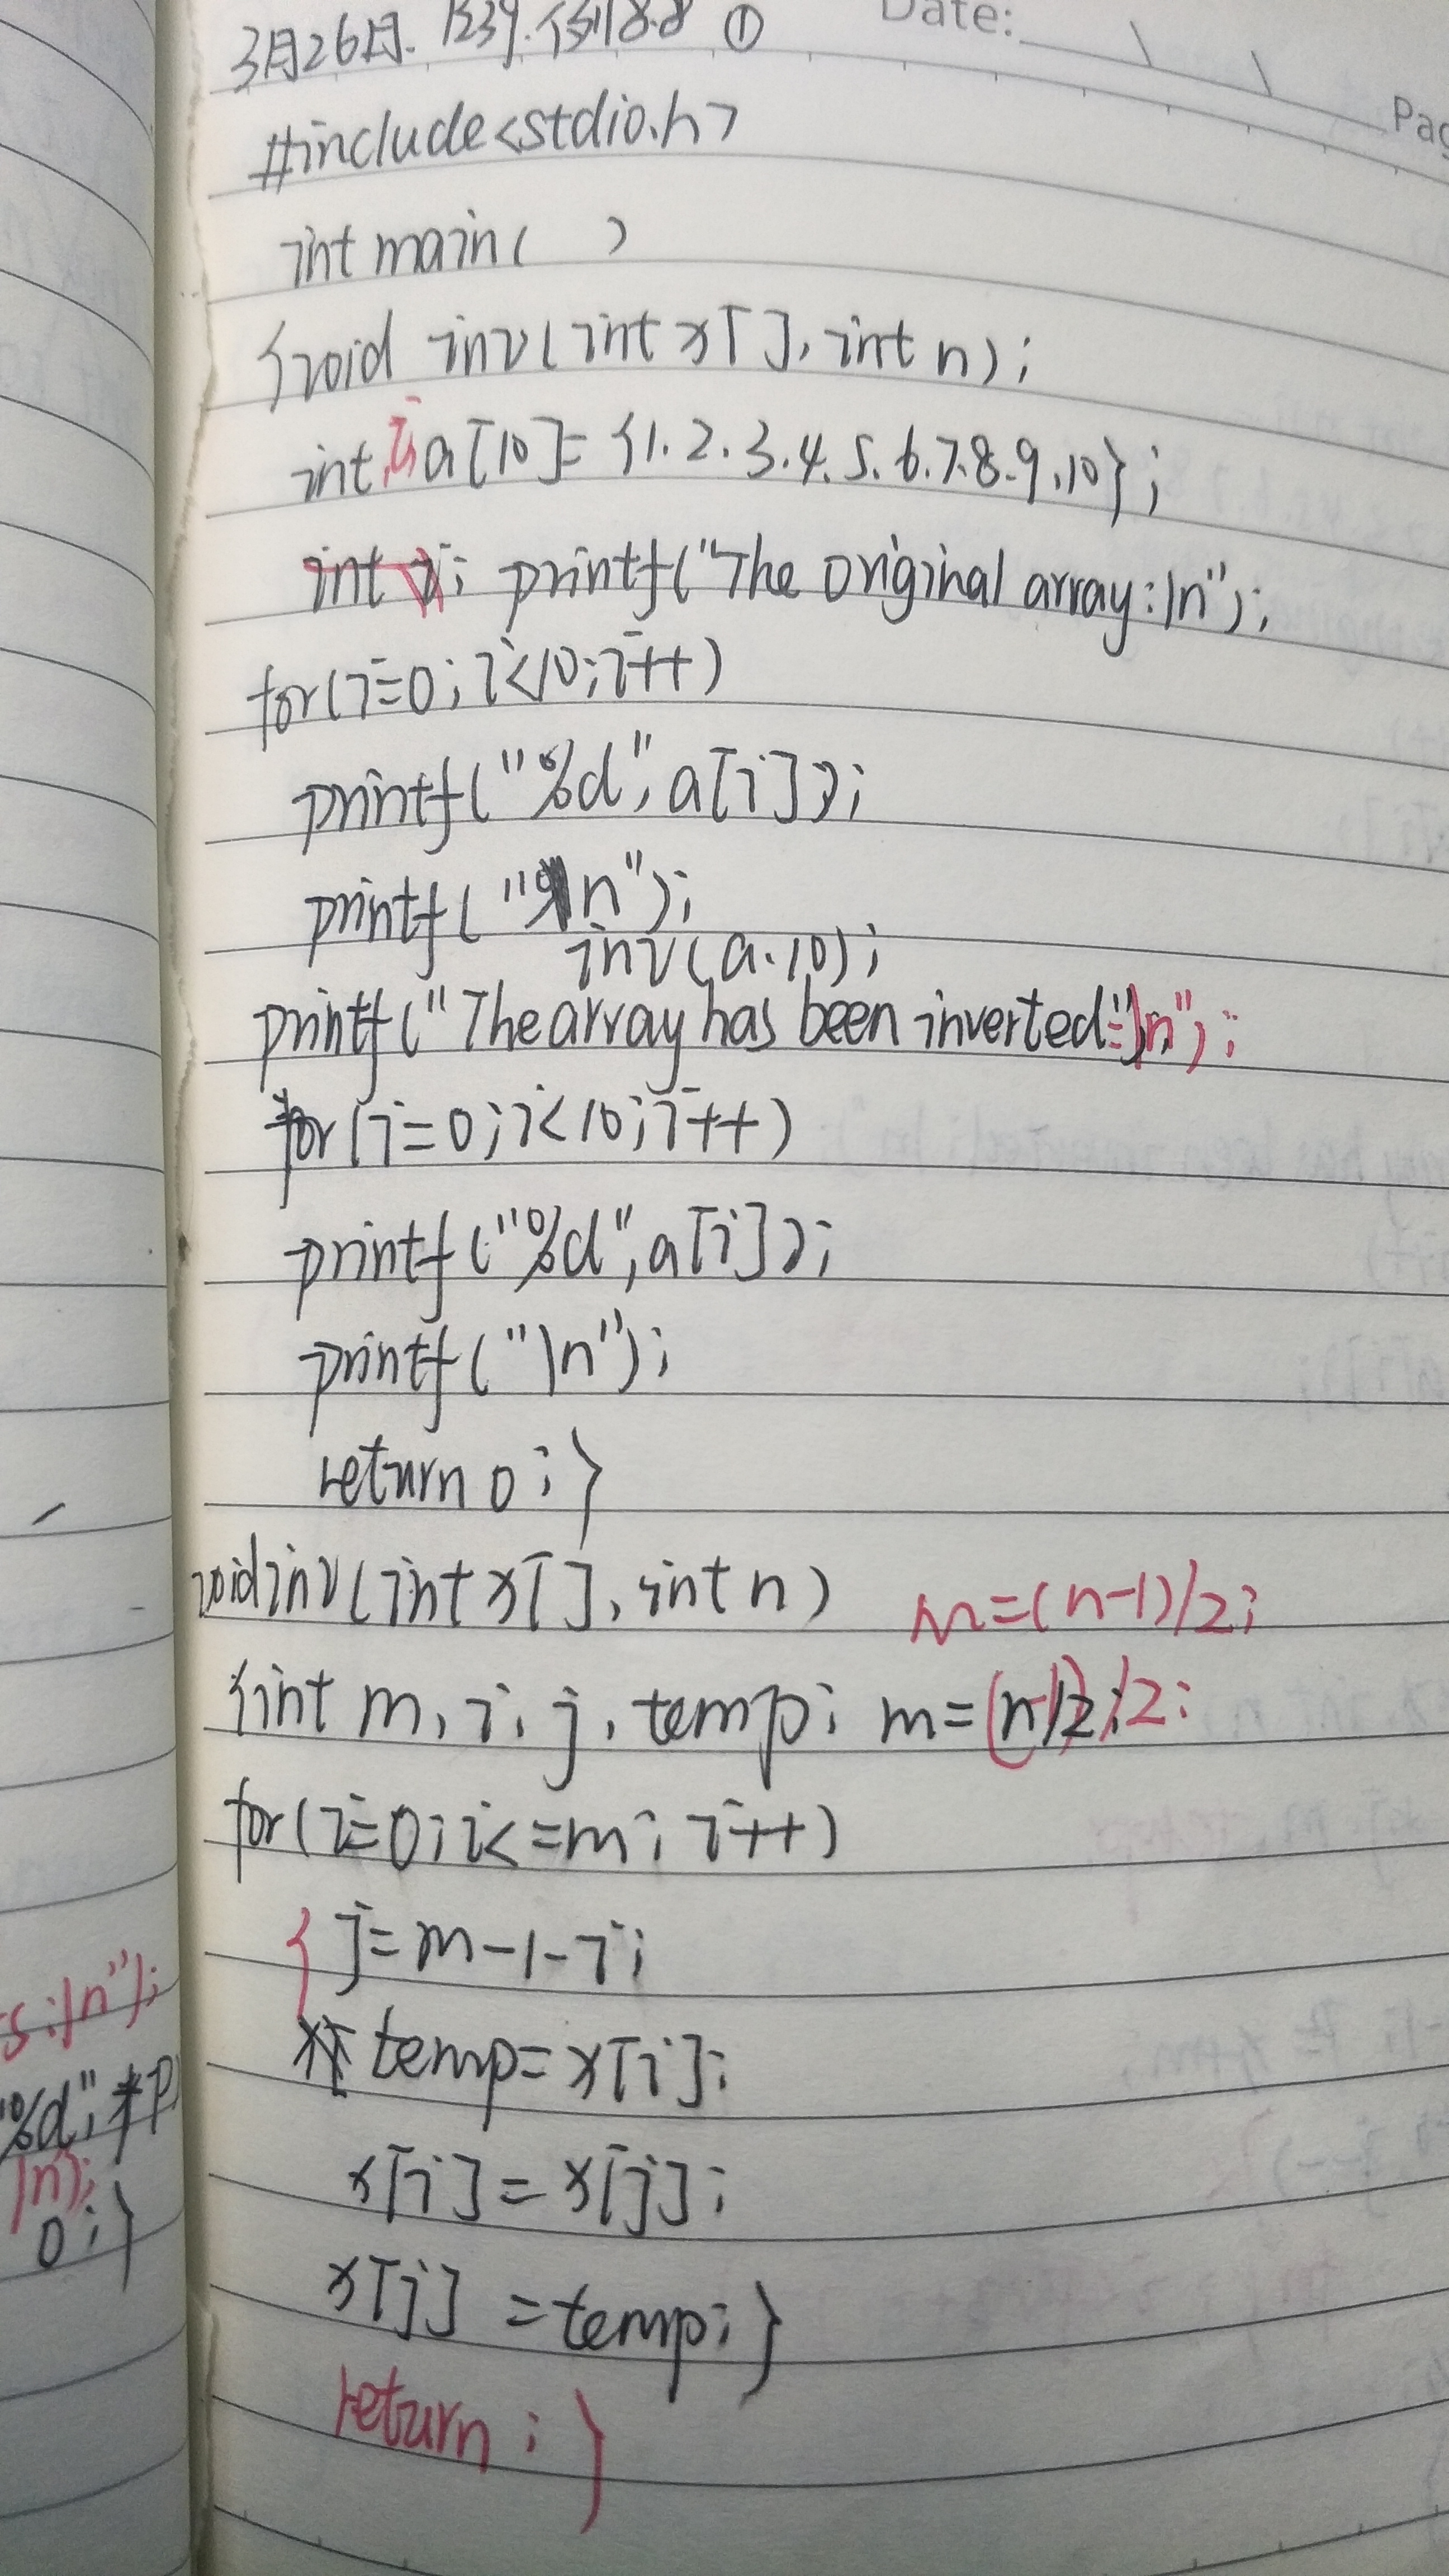 Date:
Pag
3月26日. P239.例8.8 ①
#include<stdio.h>
int main( )
{void inv(int x[], int n);
int i, a[10]={1.2.3.4.5.6.7.8.9.10};
int i; printf("The original array:\n");
for(i=0;i<10;i++)
printf("%d",a[i]);
printf("\n");
inv(a.10);
printf("The array has been inverted:\n");
for(i=0;i<10;i++)
printf("%d",a[i]);
printf("\n");
return 0;}
void inv(int x[], int n) m=(n-1)/2;
{int m,i,j,temp; m=(n-1)/2;
for(i=0;i<=m;i++)
{j=m-1-i;
temp=x[i];
x[i]=x[j];
x[j]=temp;}
return;}
s:\n");
"%d",*p
\n");
0;}